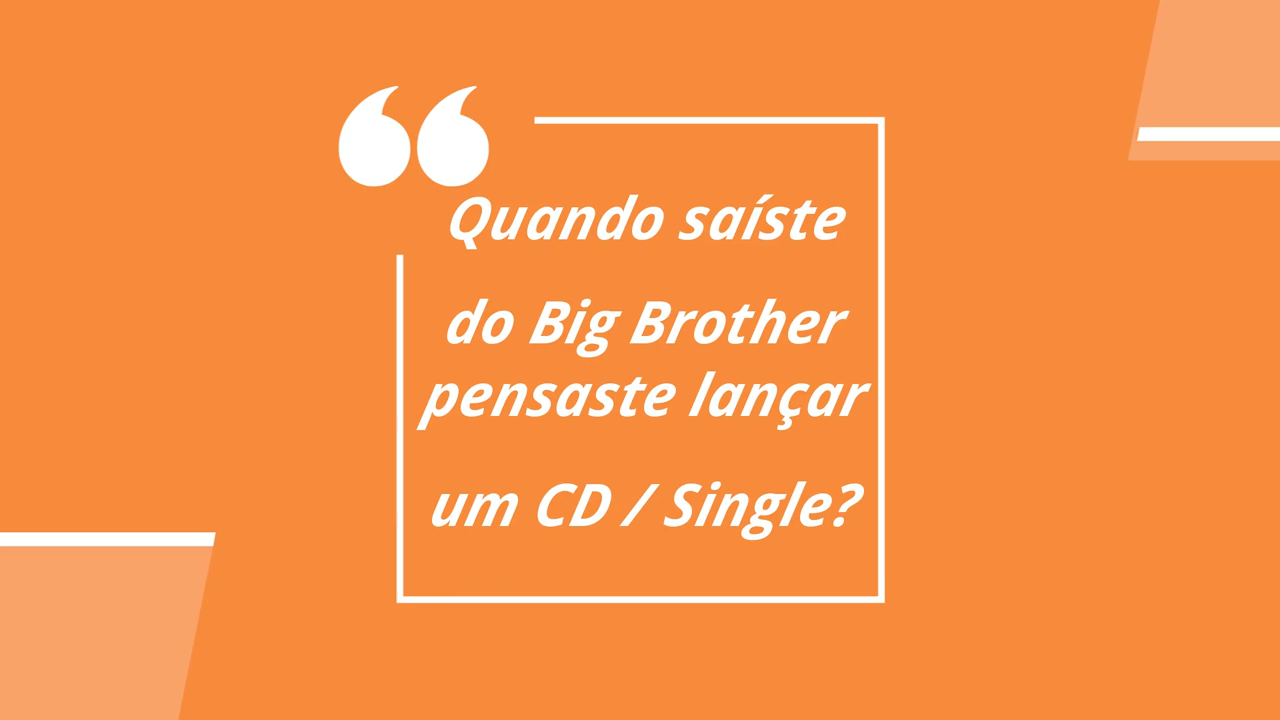 Quando saíste
do Big Brother
pensaste lançar
um CD / Single?